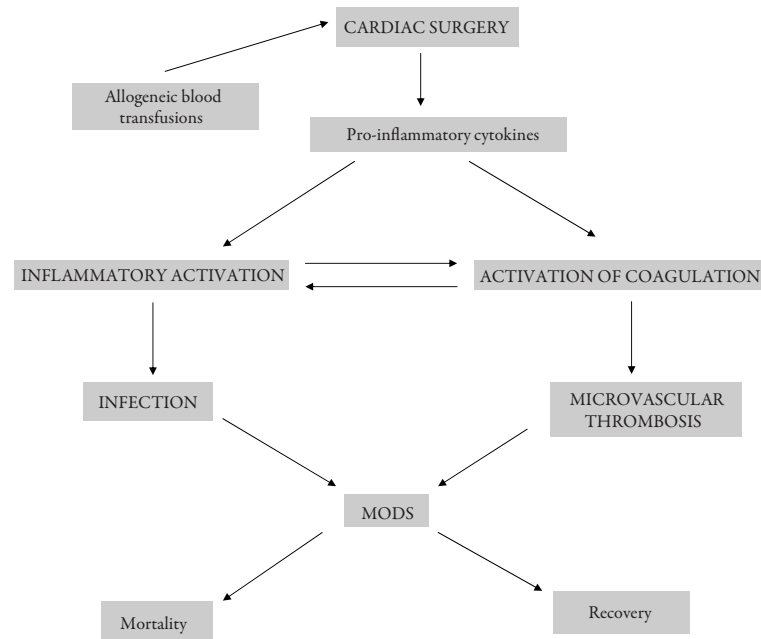 CARDIAC SURGERY
Allogeneic blood
transfusions
Pro-inflammatory cytokines
INFLAMMATORY ACTIVATION
ACTIVATION OF COAGULATION
INFECTION
MICROVASCULAR
THROMBOSIS
MODS
Mortality
Recovery